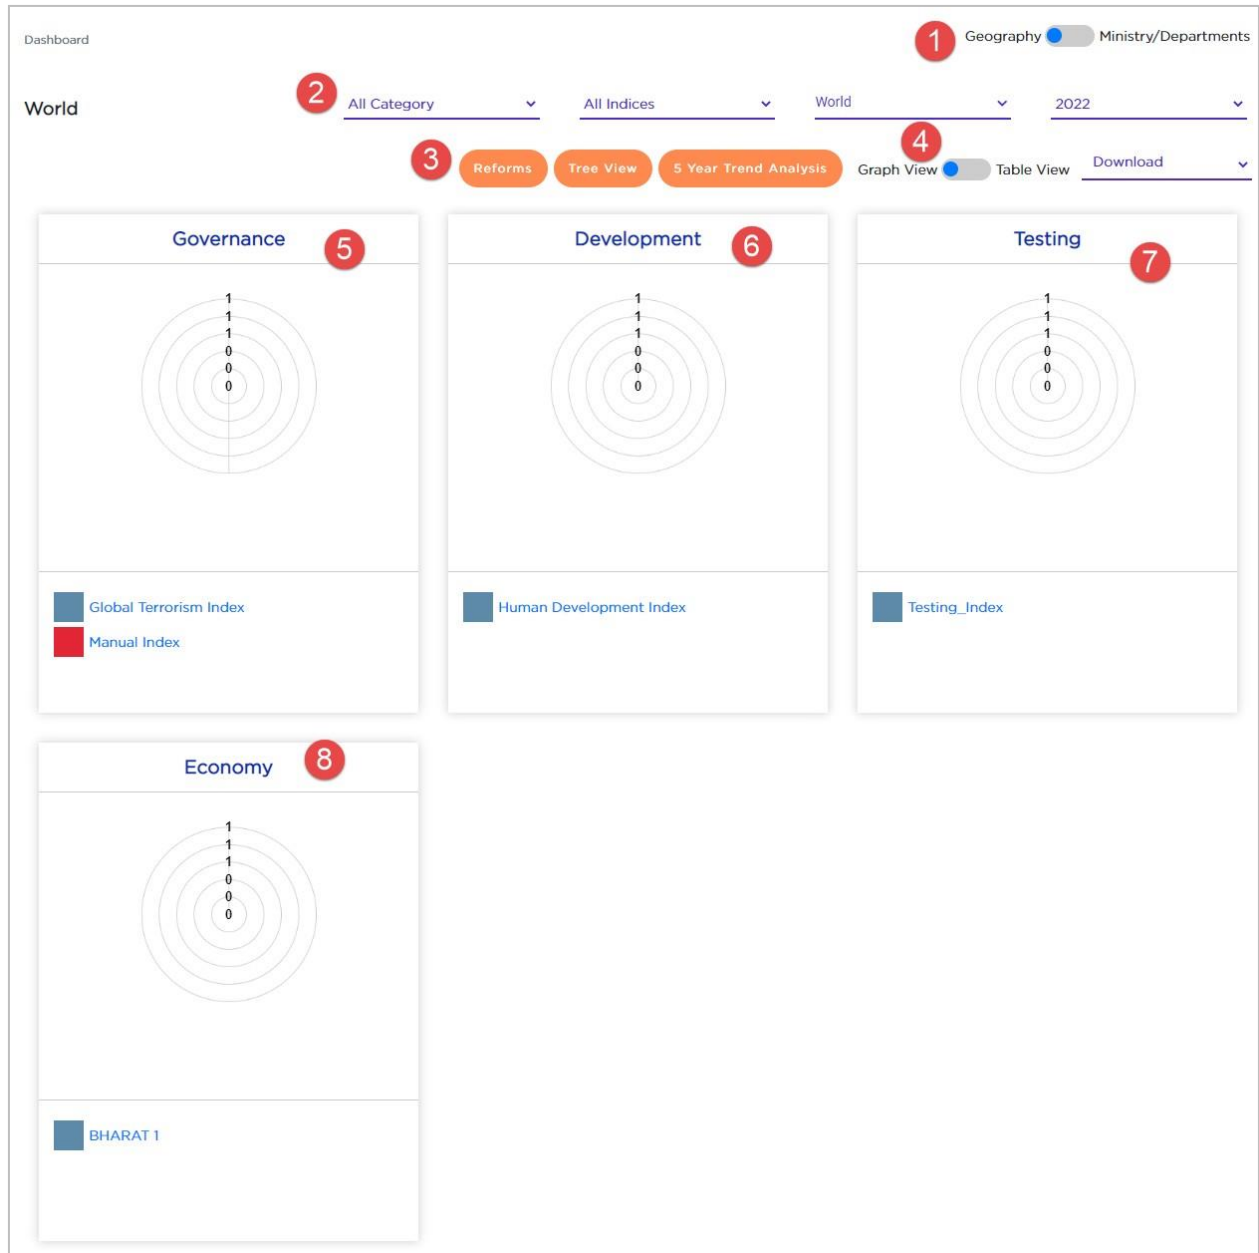 Dashboard
1
Geography Ministry/Departments
World
2
All Category
All Indices
World
2022
3
Reforms
Tree View
5 Year Trend Analysis
4
Graph View Table View
Download
Governance
5
1
1
1
0
0
0
Global Terrorism Index
Manual Index
Development
6
1
1
1
0
0
0
Human Development Index
Testing
7
1
1
1
0
0
0
Testing_Index
Economy
8
1
1
1
0
0
0
BHARAT 1